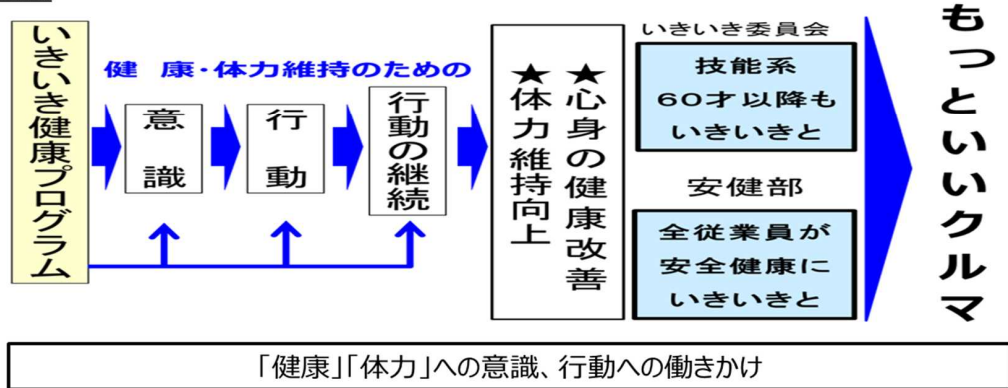 いきいき健康プログラム
健 康・体力維持のための
意識
行動
行動の継続
★心身の健康改善
★体力維持向上
いきいき委員会
技能系
60才以降も
いきいきと
安健部
全従業員が
安全健康に
いきいきと
もっといいクルマ
「健康」「体力」への意識、行動への働きかけ